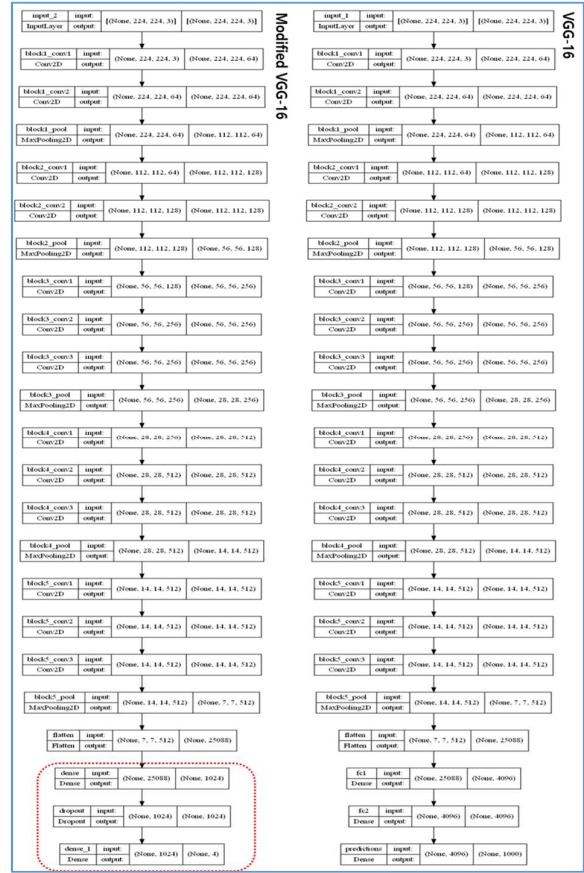 Modified VGG-16
input_2 input: [(None, 224, 224, 3)] [(None, 224, 224, 3)]
InputLayer output:
block1_conv1 input: (None, 224, 224, 3) (None, 224, 224, 64)
Conv2D output:
block1_conv2 input: (None, 224, 224, 64) (None, 224, 224, 64)
Conv2D output:
block1_pool input: (None, 224, 224, 64) (None, 112, 112, 64)
MaxPooling2D output:
block2_conv1 input: (None, 112, 112, 64) (None, 112, 112, 128)
Conv2D output:
block2_conv2 input: (None, 112, 112, 128) (None, 112, 112, 128)
Conv2D output:
block2_pool input: (None, 112, 112, 128) (None, 56, 56, 128)
MaxPooling2D output:
block3_conv1 input: (None, 56, 56, 128) (None, 56, 56, 256)
Conv2D output:
block3_conv2 input: (None, 56, 56, 256) (None, 56, 56, 256)
Conv2D output:
block3_conv3 input: (None, 56, 56, 256) (None, 56, 56, 256)
Conv2D output:
block3_pool input: (None, 56, 56, 256) (None, 28, 28, 256)
MaxPooling2D output:
block4_conv1 input: (None, 28, 28, 256) (None, 28, 28, 512)
Conv2D output:
block4_conv2 input: (None, 28, 28, 512) (None, 28, 28, 512)
Conv2D output:
block4_conv3 input: (None, 28, 28, 512) (None, 28, 28, 512)
Conv2D output:
block4_pool input: (None, 28, 28, 512) (None, 14, 14, 512)
MaxPooling2D output:
block5_conv1 input: (None, 14, 14, 512) (None, 14, 14, 512)
Conv2D output:
block5_conv2 input: (None, 14, 14, 512) (None, 14, 14, 512)
Conv2D output:
block5_conv3 input: (None, 14, 14, 512) (None, 14, 14, 512)
Conv2D output:
block5_pool input: (None, 14, 14, 512) (None, 7, 7, 512)
MaxPooling2D output:
flatten input: (None, 7, 7, 512) (None, 25088)
Flatten output:
dense input: (None, 25088) (None, 1024)
Dense output:
dropout input: (None, 1024) (None, 1024)
Dropout output:
dense_1 input: (None, 1024) (None, 4)
Dense output:
VGG-16
input_1 input: [(None, 224, 224, 3)] [(None, 224, 224, 3)]
InputLayer output:
block1_conv1 input: (None, 224, 224, 3) (None, 224, 224, 64)
Conv2D output:
block1_conv2 input: (None, 224, 224, 64) (None, 224, 224, 64)
Conv2D output:
block1_pool input: (None, 224, 224, 64) (None, 112, 112, 64)
MaxPooling2D output:
block2_conv1 input: (None, 112, 112, 64) (None, 112, 112, 128)
Conv2D output:
block2_conv2 input: (None, 112, 112, 128) (None, 112, 112, 128)
Conv2D output:
block2_pool input: (None, 112, 112, 128) (None, 56, 56, 128)
MaxPooling2D output:
block3_conv1 input: (None, 56, 56, 128) (None, 56, 56, 256)
Conv2D output:
block3_conv2 input: (None, 56, 56, 256) (None, 56, 56, 256)
Conv2D output:
block3_conv3 input: (None, 56, 56, 256) (None, 56, 56, 256)
Conv2D output:
block3_pool input: (None, 56, 56, 256) (None, 28, 28, 256)
MaxPooling2D output:
block4_conv1 input: (None, 28, 28, 256) (None, 28, 28, 512)
Conv2D output:
block4_conv2 input: (None, 28, 28, 512) (None, 28, 28, 512)
Conv2D output:
block4_conv3 input: (None, 28, 28, 512) (None, 28, 28, 512)
Conv2D output:
block4_pool input: (None, 28, 28, 512) (None, 14, 14, 512)
MaxPooling2D output:
block5_conv1 input: (None, 14, 14, 512) (None, 14, 14, 512)
Conv2D output:
block5_conv2 input: (None, 14, 14, 512) (None, 14, 14, 512)
Conv2D output:
block5_conv3 input: (None, 14, 14, 512) (None, 14, 14, 512)
Conv2D output:
block5_pool input: (None, 14, 14, 512) (None, 7, 7, 512)
MaxPooling2D output:
flatten input: (None, 7, 7, 512) (None, 25088)
Flatten output:
fc1 input: (None, 25088) (None, 4096)
Dense output:
fc2 input: (None, 4096) (None, 4096)
Dense output:
predictions input: (None, 4096) (None, 1000)
Dense output: